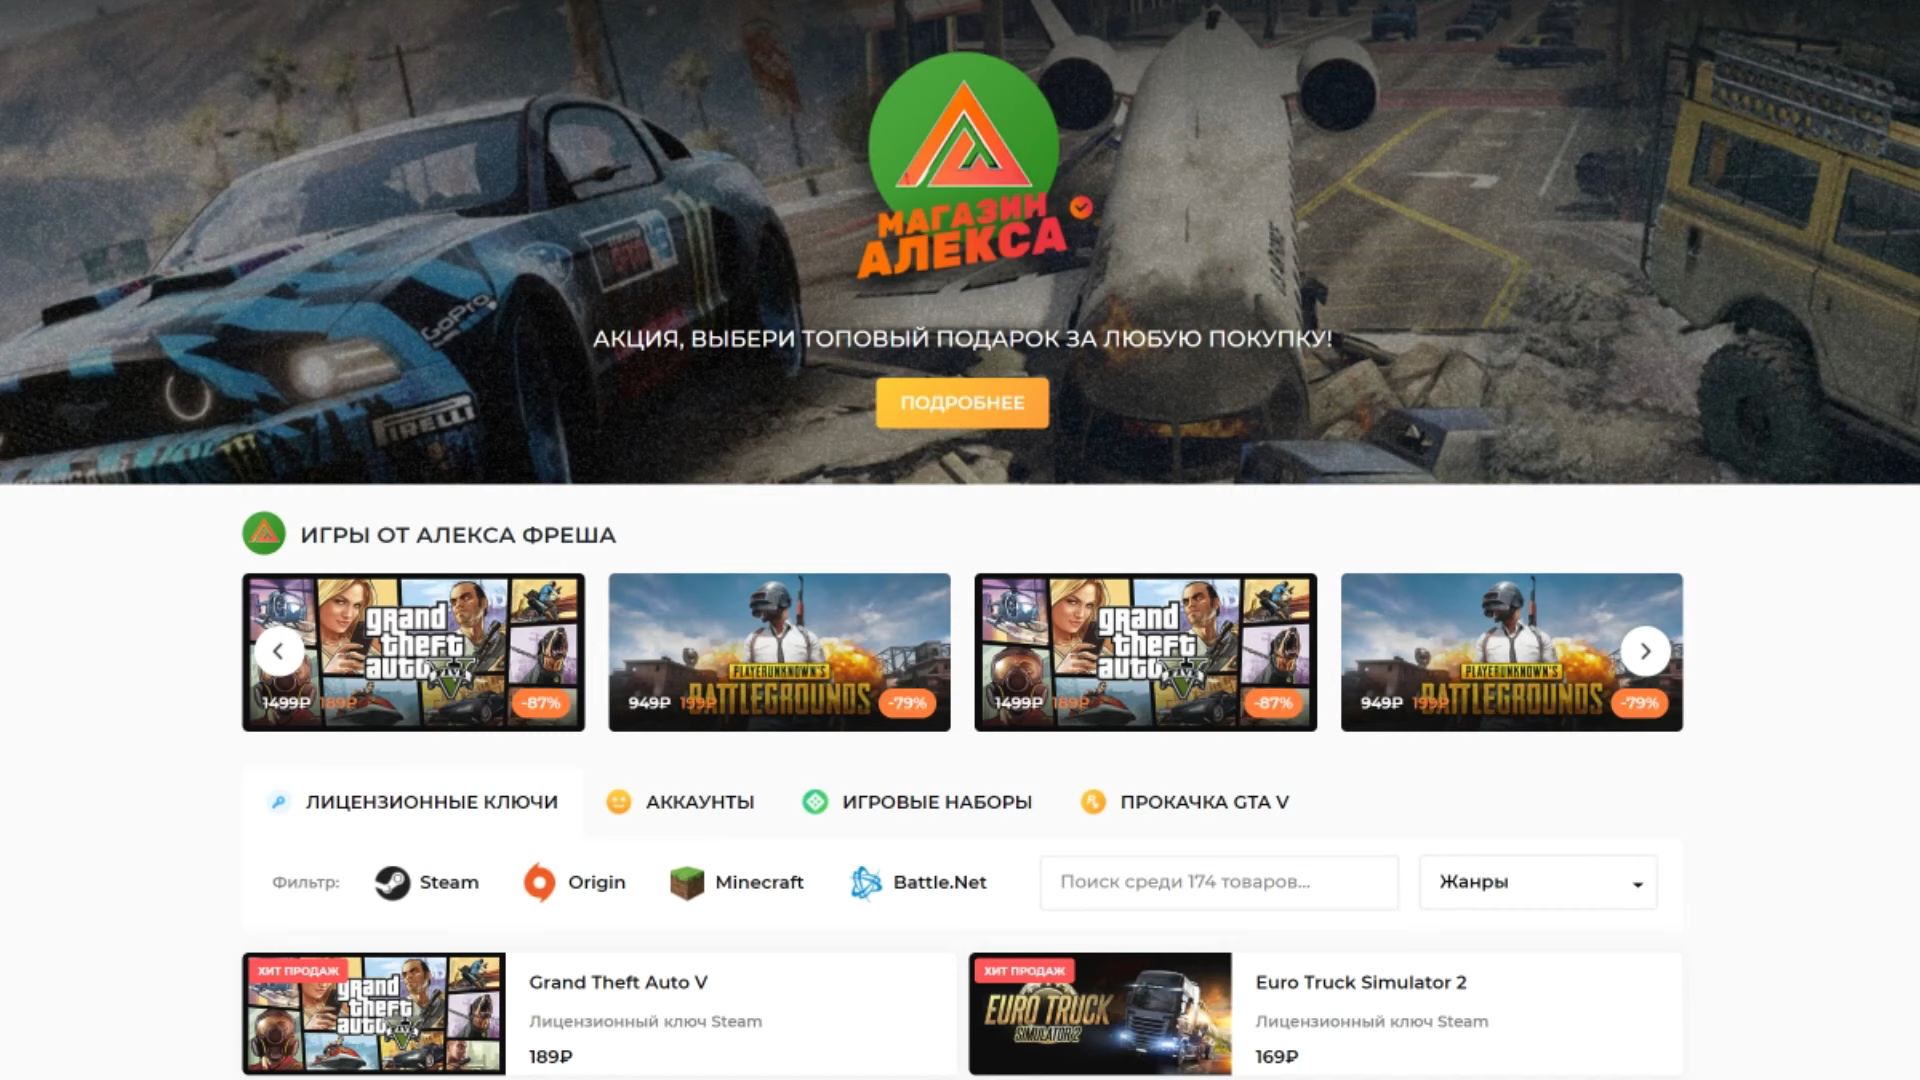 МАГАЗИН
АЛЕКСА
GoPro
PIRELLI
АКЦИЯ, ВЫБЕРИ ТОПОВЫЙ ПОДАРОК ЗА ЛЮБУЮ ПОКУПКУ!
ПОДРОБНЕЕ
ИГРЫ ОТ АЛЕКСА ФРЕША
grand
theft
auto
V
1499₽ 189₽
-87%
PLAYERUNKNOWN'S
BATTLEGROUNDS
949₽ 199₽
-79%
grand
theft
auto
V
1499₽ 189₽
-87%
PLAYERUNKNOWN'S
BATTLEGROUNDS
949₽ 199₽
-79%
ЛИЦЕНЗИОННЫЕ КЛЮЧИ
АККАУНТЫ
ИГРОВЫЕ НАБОРЫ
ПРОКАЧКА GTA V
Фильтр:
Steam
Origin
Minecraft
Battle.Net
Поиск среди 174 товаров...
Жанры
ХИТ ПРОДАЖ
grand
theft
auto
V
Grand Theft Auto V
Лицензионный ключ Steam
189₽
ХИТ ПРОДАЖ
EURO TRUCK
SIMULATOR 2
Euro Truck Simulator 2
Лицензионный ключ Steam
169₽